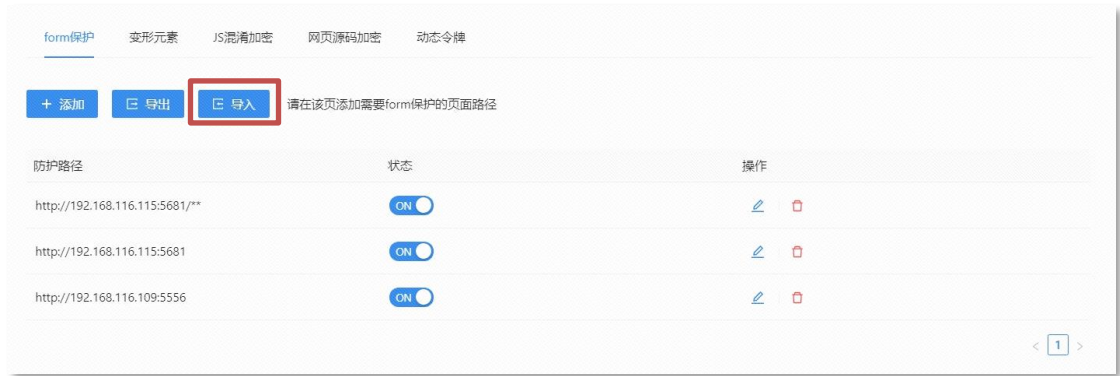 form保护 变形元素 JS混淆加密 网页源码加密 动态令牌
+ 添加 导出 导入 请在该页添加需要form保护的页面路径
防护路径 状态 操作
http://192.168.116.115:5681/** ON
http://192.168.116.115:5681 ON
http://192.168.116.109:5556 ON
< 1 >